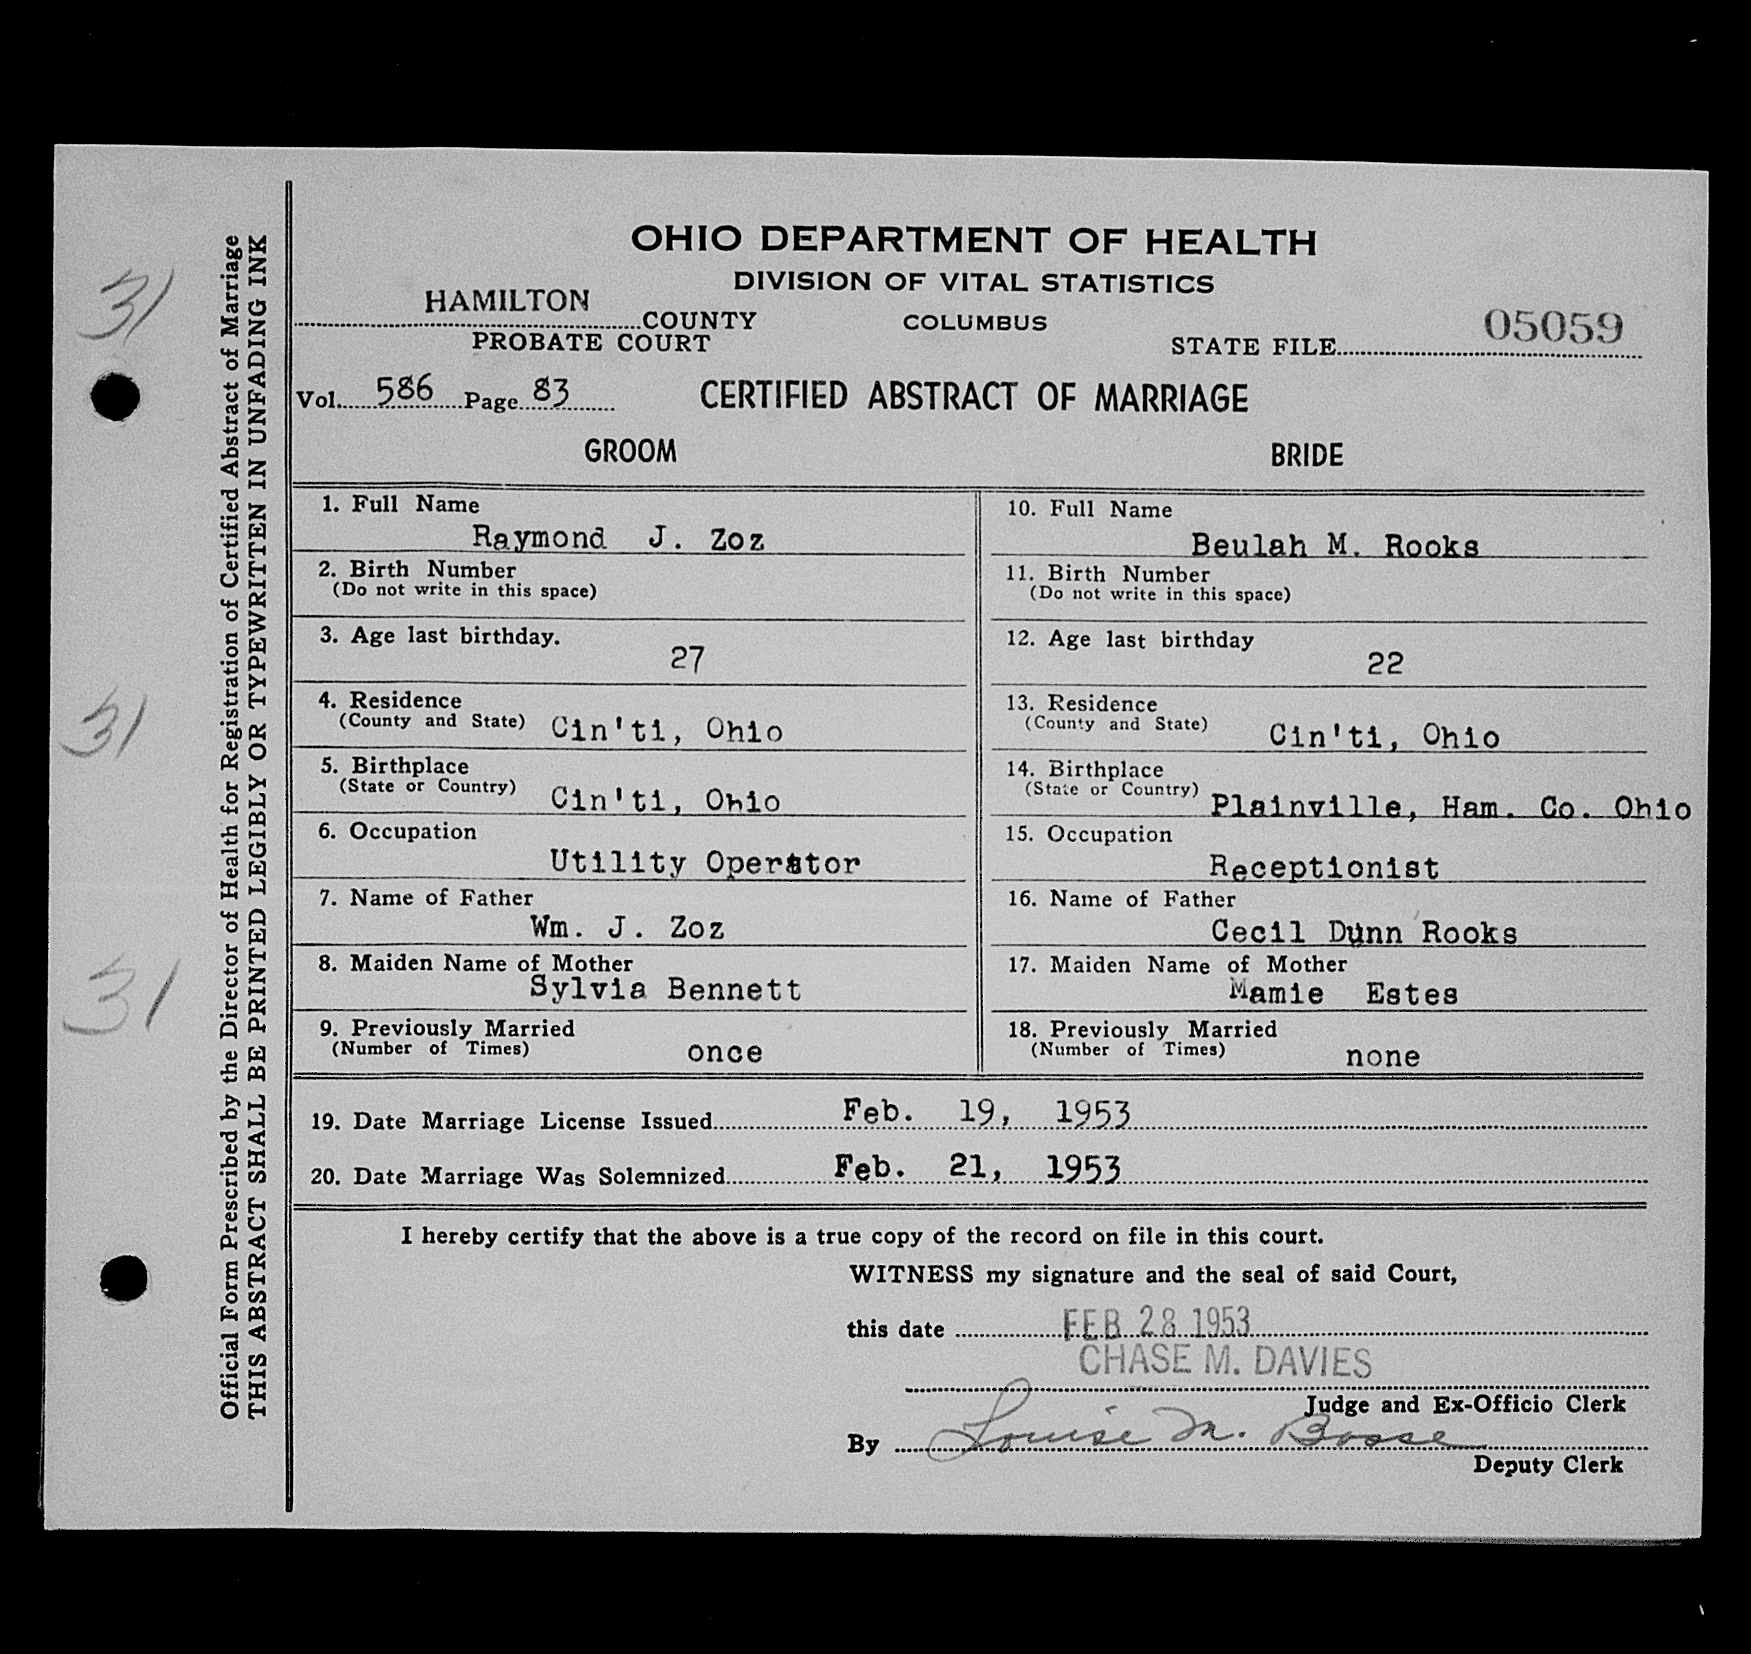 31
31
31
Official Form Prescribed by the Director of Health for Registration of Certified Abstract of Marriage
THIS ABSTRACT SHALL BE PRINTED LEGIBLY OR TYPEWRITTEN IN UNFADING INK
OHIO DEPARTMENT OF HEALTH
DIVISION OF VITAL STATISTICS
HAMILTON COUNTY
COLUMBUS
PROBATE COURT
STATE FILE 05059
Vol. 586 Page 83
CERTIFIED ABSTRACT OF MARRIAGE
GROOM
BRIDE
1. Full Name
Raymond J. Zoz
2. Birth Number
(Do not write in this space)
3. Age last birthday.
27
4. Residence
(County and State) Cin'ti, Ohio
5. Birthplace
(State or Country) Cin'ti, Ohio
6. Occupation
Utility Operator
7. Name of Father
Wm. J. Zoz
8. Maiden Name of Mother
Sylvia Bennett
9. Previously Married
(Number of Times) once
10. Full Name
Beulah M. Rooks
11. Birth Number
(Do not write in this space)
12. Age last birthday
22
13. Residence
(County and State) Cin'ti, Ohio
14. Birthplace
(State or Country) Plainville, Ham. Co. Ohio
15. Occupation
Receptionist
16. Name of Father
Cecil Dunn Rooks
17. Maiden Name of Mother
Mamie Estes
18. Previously Married
(Number of Times) none
19. Date Marriage License Issued Feb. 19, 1953
20. Date Marriage Was Solemnized Feb. 21, 1953
I hereby certify that the above is a true copy of the record on file in this court.
WITNESS my signature and the seal of said Court,
this date FEB 28 1953
CHASE M. DAVIES
Judge and Ex-Officio Clerk
By Louise M. Bosse
Deputy Clerk